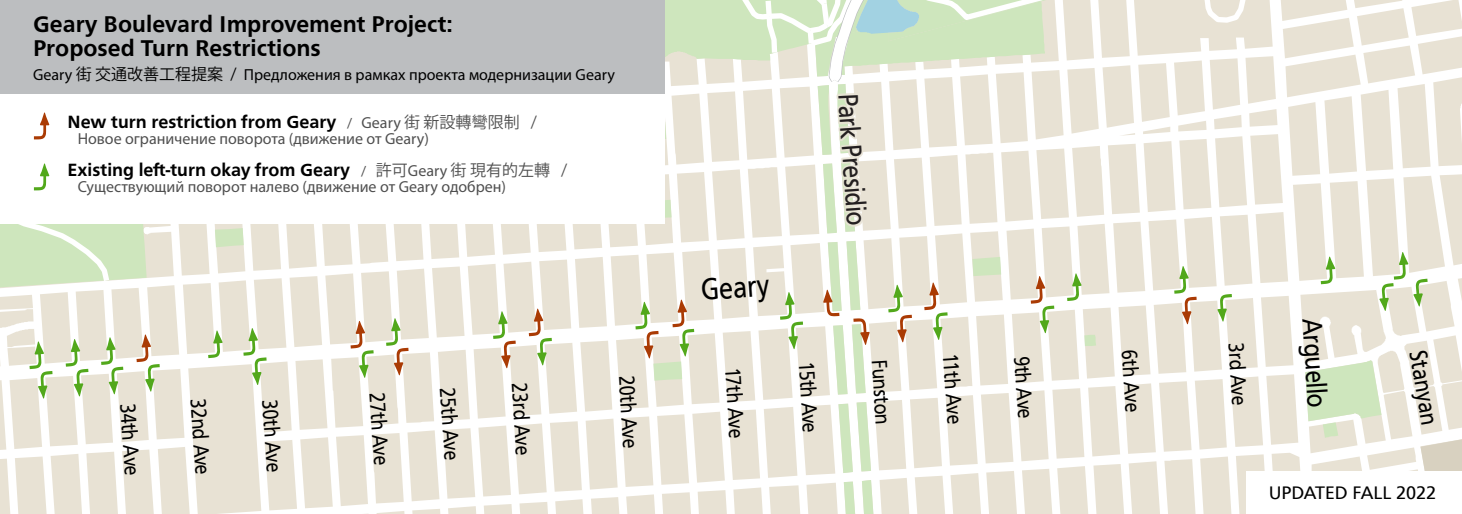 Geary Boulevard Improvement Project:
Proposed Turn Restrictions
Geary 街 交通改善工程提案 / Предложения в рамках проекта модернизации Geary
New turn restriction from Geary / Geary 街 新設轉彎限制 /
Новое ограничение поворота (движение от Geary)
Existing left-turn okay from Geary / 許可Geary 街 現有的左轉 /
Существующий поворот налево (движение от Geary одобрен)
Park Presidio
Geary
34th Ave
32nd Ave
30th Ave
27th Ave
25th Ave
23rd Ave
20th Ave
17th Ave
15th Ave
Funston
11th Ave
9th Ave
6th Ave
3rd Ave
Arguello
Stanyan
UPDATED FALL 2022